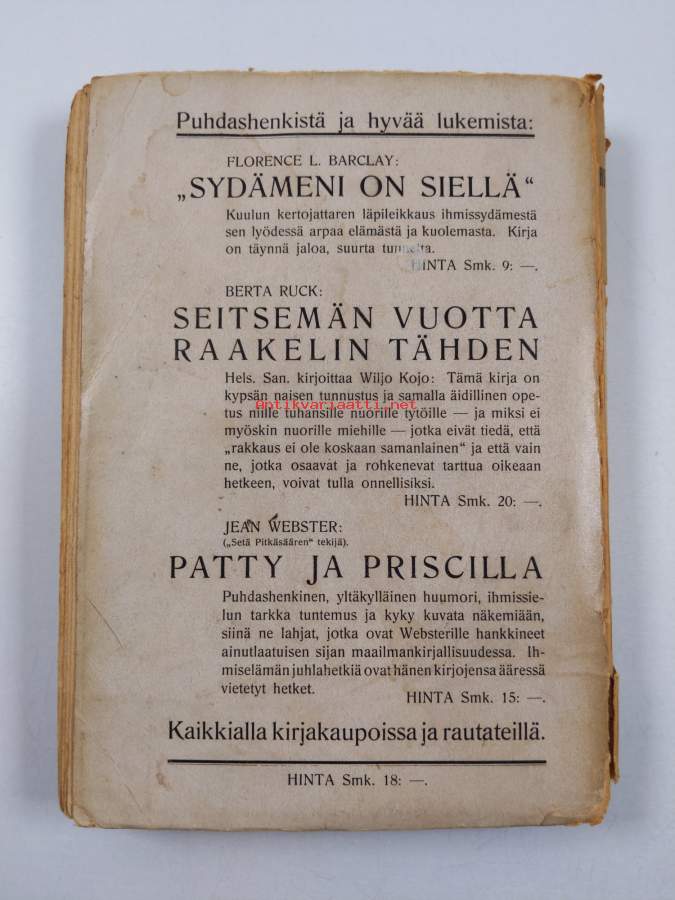 Puhdashenkistä ja hyvää lukemista:
FLORENCE L. BARCLAY:
„SYDÄMENI ON SIELLÄ“
Kuulun kertojattaren läpileikkaus ihmissydämestä
sen lyödessä arpaa elämästä ja kuolemasta. Kirja
on täynnä jaloa, suurta tunnelta.
HINTA Smk. 9: —.
BERTA RUCK:
SEITSEMÄN VUOTTA
RAAKELIN TÄHDEN
Hels. San. kirjoittaa Wiljo Kojo: Tämä kirja on
kypsän naisen tunnustus ja samalla äidillinen ope-
tus niille tuhansille nuorille tytöille — ja miksi ei
Antikvariaatti.net
myöskin nuorille miehille — jotka eivät tiedä, että
„rakkaus ei ole koskaan samanlainen“ ja että vain
ne, jotka osaavat ja rohkenevat tarttua oikeaan
hetkeen, voivat tulla onnellisiksi.
HINTA Smk. 20: —.
JEAN WEBSTER:
(„Setä Pitkäsäären“ tekijä).
PATTY JA PRISCILLA
Puhdashenkinen, yltäkylläinen huumori, ihmissie-
lun tarkka tuntemus ja kyky kuvata näkemiään,
siinä ne lahjat, jotka ovat Websterille hankkineet
ainutlaatuisen sijan maailmankirjallisuudessa. Ih-
miselämän juhlahetkiä ovat hänen kirjojensa ääressä
vietetyt hetket.
HINTA Smk. 15: —.
Kaikkialla kirjakaupoissa ja rautateillä.
HINTA Smk. 18: —.